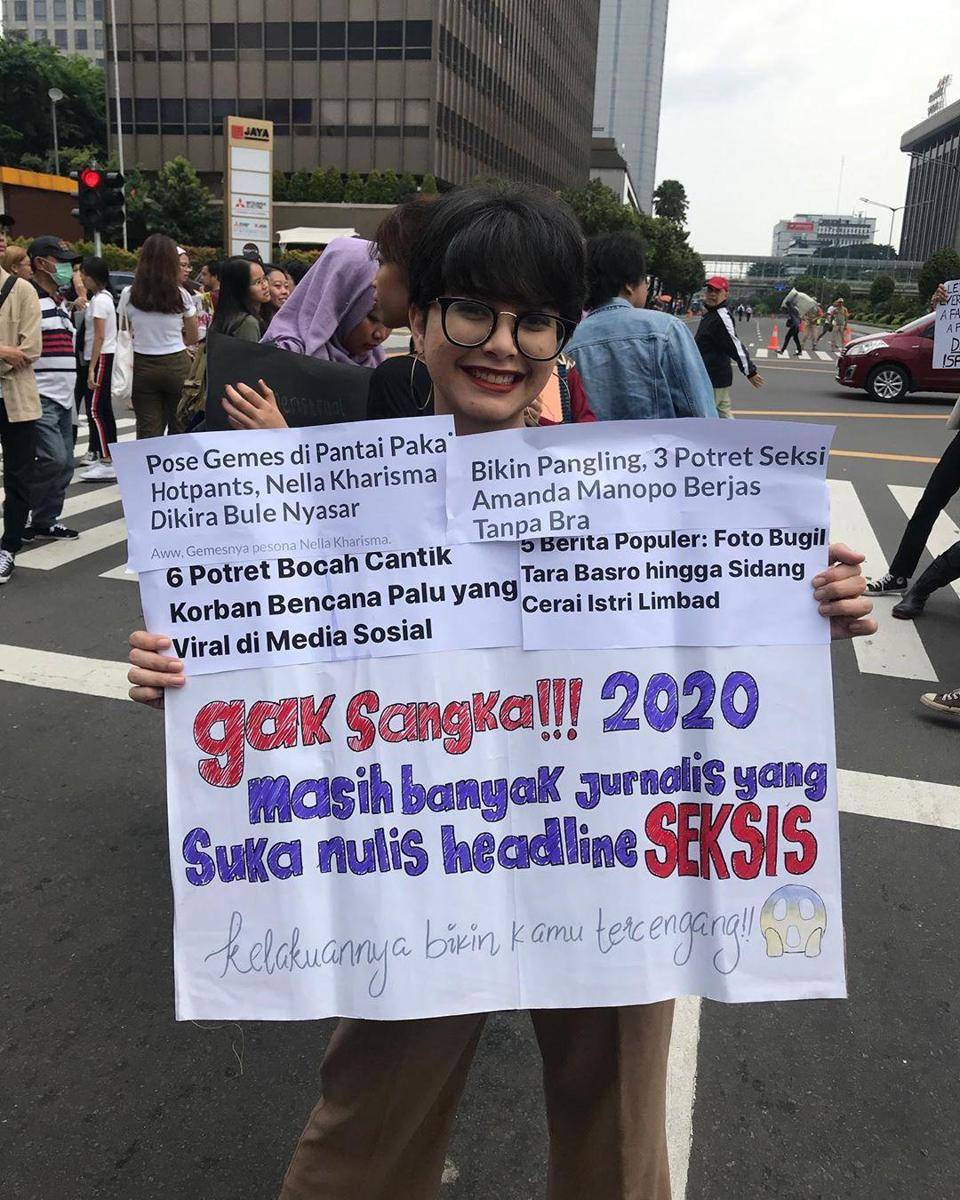 JAYA
MITSUBISHI
Pose Gemes di Pantai Pakai
Hotpants, Nella Kharisma
Dikira Bule Nyasar
Aww, Gemesnya pesona Nella Kharisma.
Bikin Pangling, 3 Potret Seksi
Amanda Manopo Berjas
Tanpa Bra
6 Potret Bocah Cantik
Korban Bencana Palu yang
Viral di Media Sosial
5 Berita Populer: Foto Bugil
Tara Basro hingga Sidang
Cerai Istri Limbad
gak sangka!!! 2020
masih banyak jurnalis yang
suka nulis headline SEKSIS
kelakuannya bikin kamu tercengang!! 😱